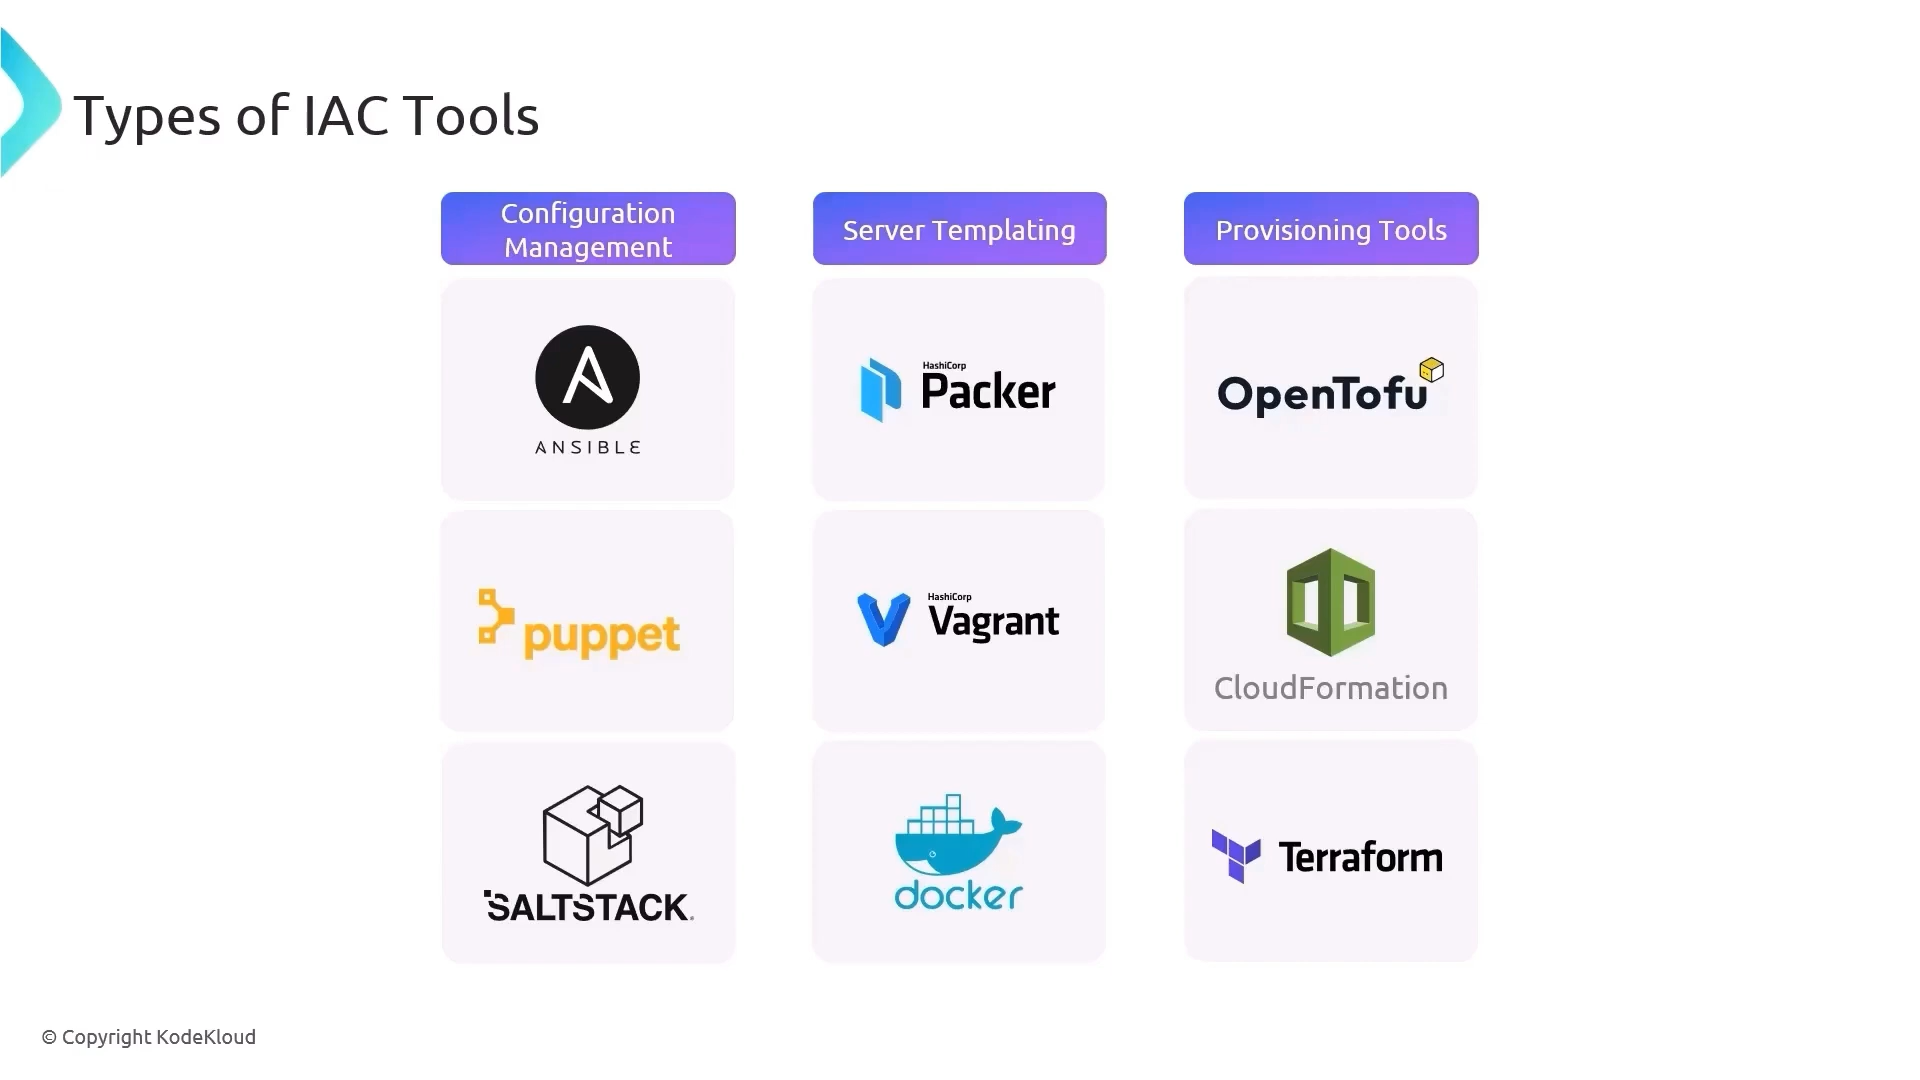 Types of IAC Tools
Configuration
Management
ANSIBLE
puppet
SALTSTACK.
Server Templating
HashiCorp
Packer
HashiCorp
Vagrant
docker
Provisioning Tools
OpenTofu
CloudFormation
Terraform
© Copyright KodeKloud